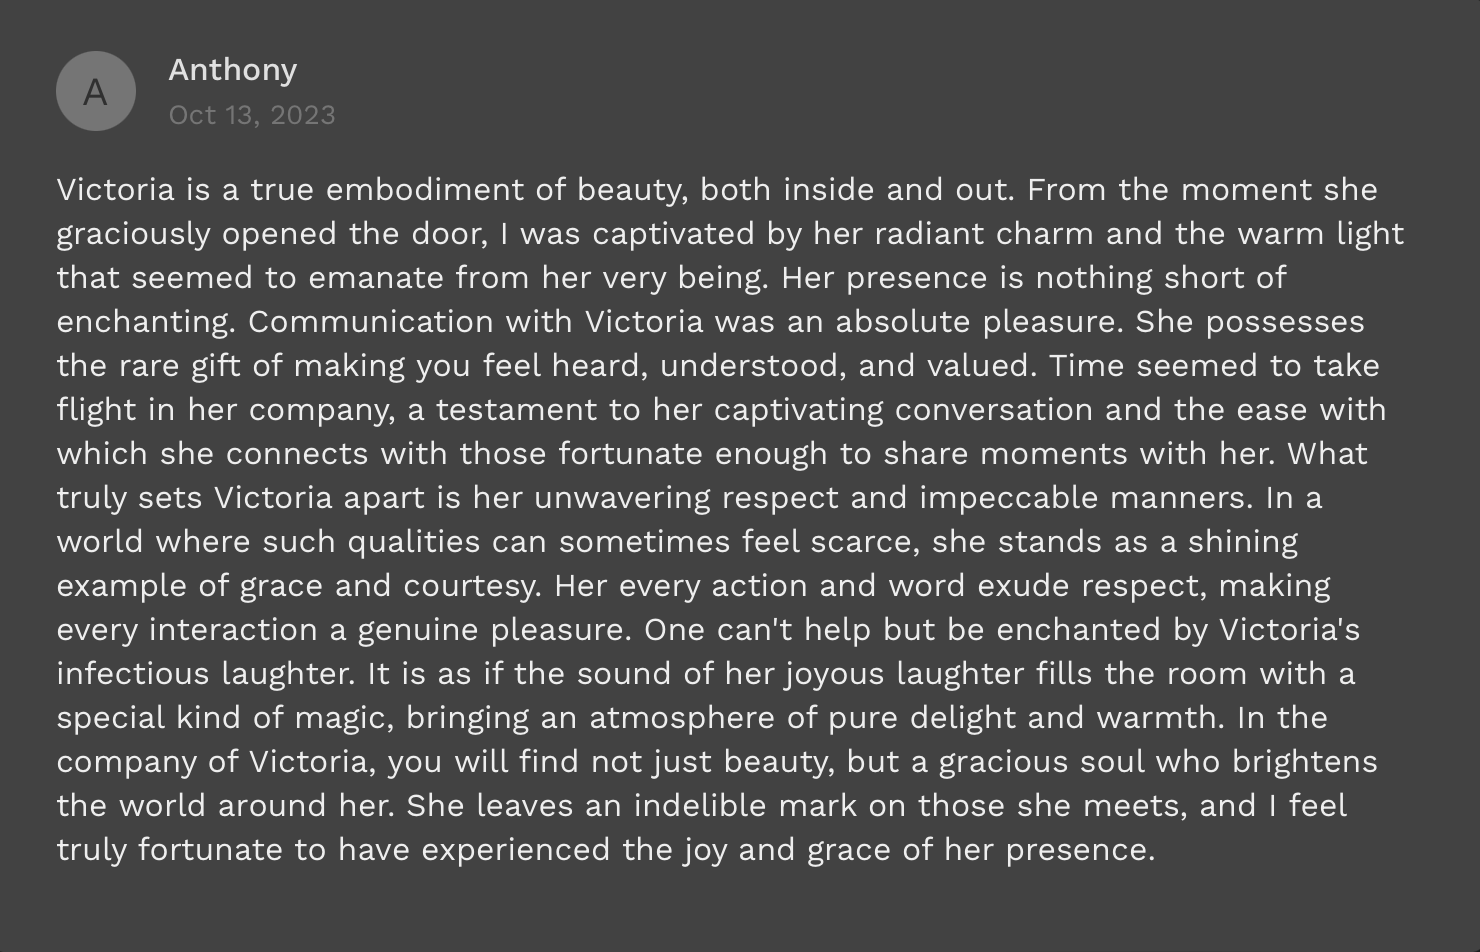 A
Anthony
Oct 13, 2023
Victoria is a true embodiment of beauty, both inside and out. From the moment she
graciously opened the door, I was captivated by her radiant charm and the warm light
that seemed to emanate from her very being. Her presence is nothing short of
enchanting. Communication with Victoria was an absolute pleasure. She possesses
the rare gift of making you feel heard, understood, and valued. Time seemed to take
flight in her company, a testament to her captivating conversation and the ease with
which she connects with those fortunate enough to share moments with her. What
truly sets Victoria apart is her unwavering respect and impeccable manners. In a
world where such qualities can sometimes feel scarce, she stands as a shining
example of grace and courtesy. Her every action and word exude respect, making
every interaction a genuine pleasure. One can't help but be enchanted by Victoria's
infectious laughter. It is as if the sound of her joyous laughter fills the room with a
special kind of magic, bringing an atmosphere of pure delight and warmth. In the
company of Victoria, you will find not just beauty, but a gracious soul who brightens
the world around her. She leaves an indelible mark on those she meets, and I feel
truly fortunate to have experienced the joy and grace of her presence.